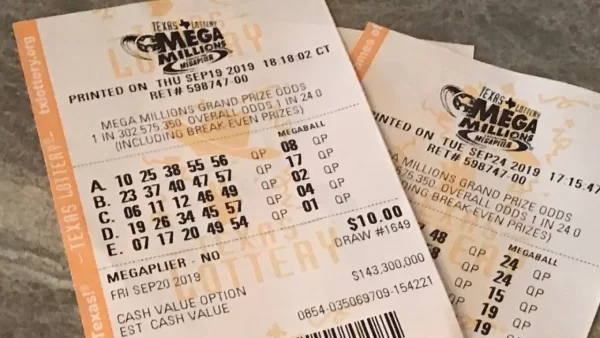 TEXAS LOTTERY
MEGA
MILLIONS
MEGAPLIER
PRINTED ON THU SEP19 2019 18:18:02 CT
RET# 598747-00
MEGA MILLIONS GRAND PRIZE ODDS
1 IN 302,575,350, OVERALL ODDS 1 IN 24.0
(INCLUDING BREAK-EVEN PRIZES)
MEGABALL
A. 10 25 38 55 56 QP 08 QP
B. 23 37 40 47 57 QP 17 QP
C. 06 11 12 46 49 QP 02 QP
D. 19 26 34 45 57 QP 04 QP
E. 07 17 20 49 54 QP 01 QP
MEGAPLIER - NO $10.00
FRI SEP20 2019 DRAW #1649
CASH VALUE OPTION $143,300,000
EST CASH VALUE
0854-035069709-154221
txlottery.org
TEXAS LOTTERY
Texas!
TEXAS LOTTERY
MEGA
MILLIONS
MEGAPLIER
PRINTED ON TUE SEP24 2019 17:15:47
RET# 598747-00
MEGA MILLIONS GRAND PRIZE ODDS
575,350, OVERALL ODDS 1 IN 24.0
(INCLUDING BREAK-EVEN PRIZES)
MEGABALL
48 QP 24 QP
24 QP
15 QP
19 QP